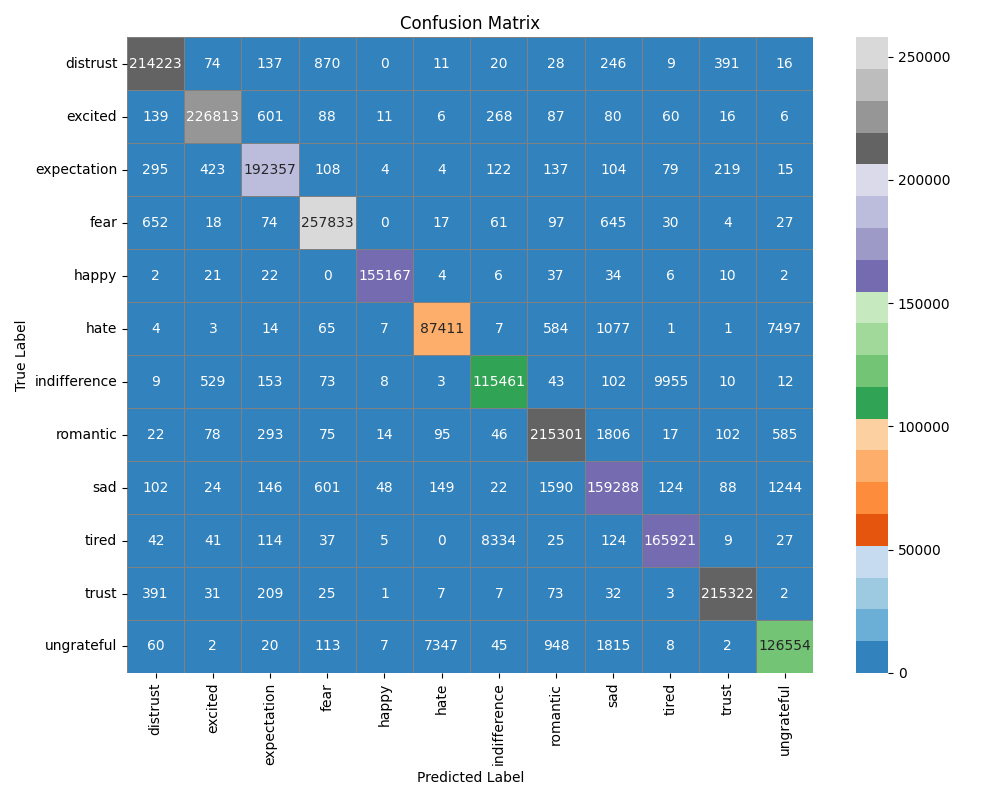 Confusion Matrix
distrust 214223 74 137 870 0 11 20 28 246 9 391 16
excited 139 226813 601 88 11 6 268 87 80 60 16 6
expectation 295 423 192357 108 4 4 122 137 104 79 219 15
fear 652 18 74 257833 0 17 61 97 645 30 4 27
happy 2 21 22 0 155167 4 6 37 34 6 10 2
hate 4 3 14 65 7 87411 7 584 1077 1 1 7497
indifference 9 529 153 73 8 3 115461 43 102 9955 10 12
romantic 22 78 293 75 14 95 46 215301 1806 17 102 585
sad 102 24 146 601 48 149 22 1590 159288 124 88 1244
tired 42 41 114 37 5 0 8334 25 124 165921 9 27
trust 391 31 209 25 1 7 7 73 32 3 215322 2
ungrateful 60 2 20 113 7 7347 45 948 1815 8 2 126554
distrust excited expectation fear happy hate indifference romantic sad tired trust ungrateful
Predicted Label
True Label
250000
200000
150000
100000
50000
0